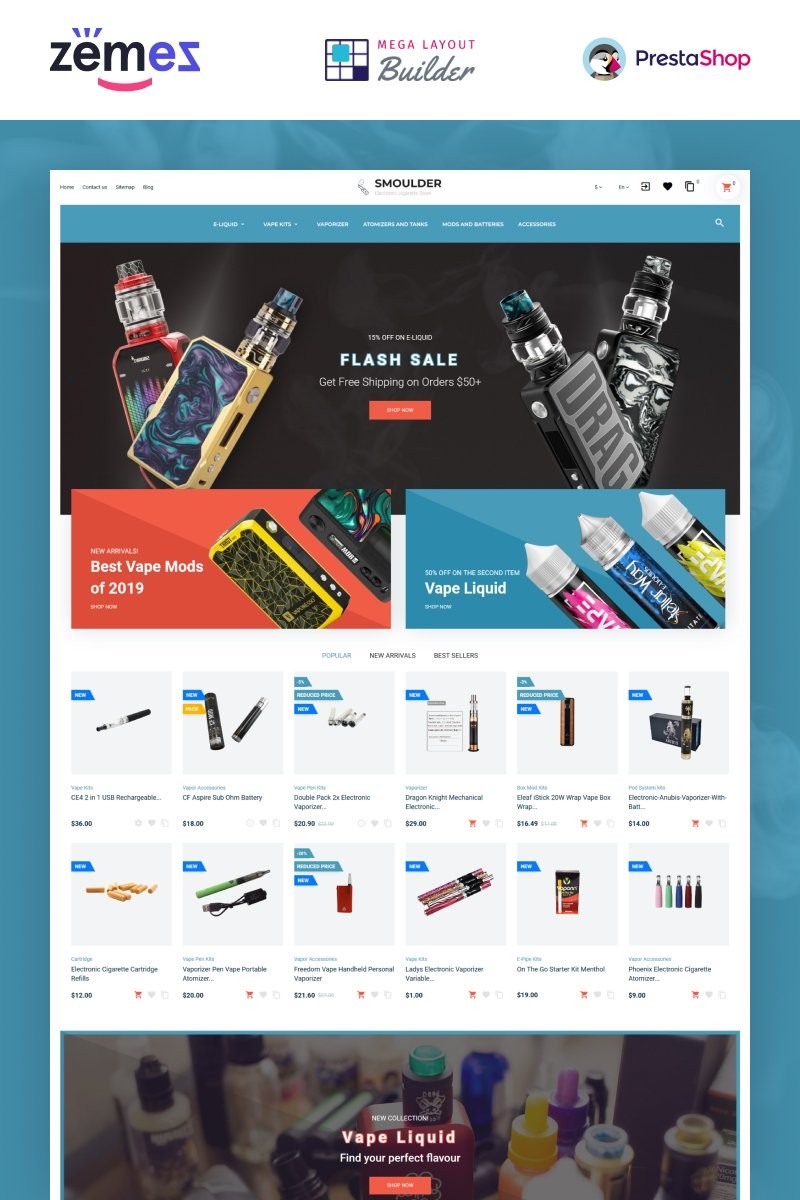 zemez
MEGA LAYOUT
Builder
PrestaShop
Home Contact us Sitemap Blog
SMOULDER
Electronic cigarette Store
$ En 0 0
E-LIQUID VAPE KITS VAPORIZER ATOMIZERS AND TANKS MODS AND BATTERIES ACCESSORIES
15% OFF ON E-LIQUID
FLASH SALE
Get Free Shipping on Orders $50+
SHOP NOW
DRAG
NEW ARRIVALS!
Best Vape Mods
of 2019
SHOP NOW
50% OFF ON THE SECOND ITEM
Vape Liquid
SHOP NOW
POPULAR NEW ARRIVALS BEST SELLERS
NEW
NEW
-5%
REDUCED PRICE
NEW
NEW
-3%
REDUCED PRICE
NEW
NEW
Vape Kits
CE4 2 in 1 USB Rechargeable...
$36.00
Vapor Accessories
CF Aspire Sub Ohm Battery
$18.00
Vape Pen Kits
Double Pack 2x Electronic
Vaporizer...
$20.90
Vaporizer
Dragon Knight Mechanical
Electronic...
$29.00
Box Mod Kits
Eleaf iStick 20W Wrap Vape Box
Wrap...
$16.49 $17.00
Pod System Kits
Electronic-Anubis-Vaporizer-With-
Batt...
$14.00
NEW
NEW
-20%
REDUCED PRICE
NEW
NEW
NEW
NEW
Cartridge
Electronic Cigarette Cartridge
Refills
$12.00
Vape Pen Kits
Vaporizer Pen Vape Portable
Atomizer...
$20.00
Vapor Accessories
Freedom Vape Handheld Personal
Vaporizer
$21.60 $27.00
Vape Kits
Ladys Electronic Vaporizer
Variable...
$1.00
E-Pipe Kits
On The Go Starter Kit Menthol
$19.00
Vapor Accessories
Phoenix Electronic Cigarette
Atomizer...
$9.00
NEW COLLECTION!
Vape Liquid
Find your perfect flavour
SHOP NOW